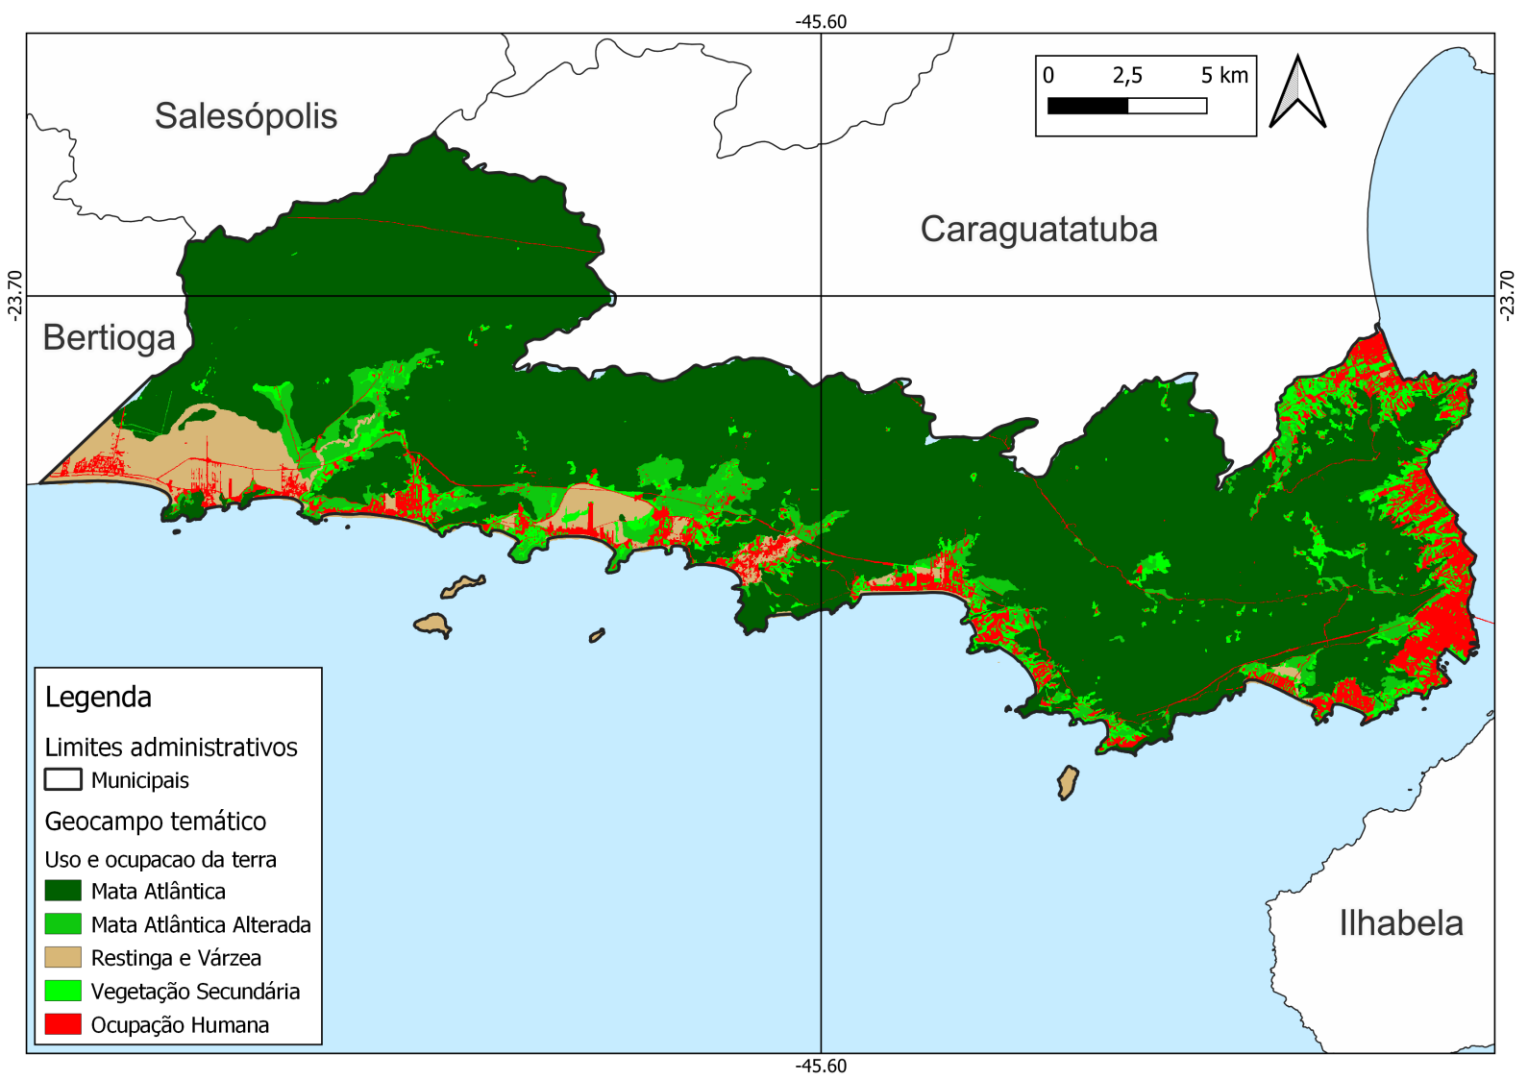 -45.60
0 2,5 5 km
Salesópolis
Caraguatatuba
-23.70
-23.70
Bertioga
Legenda
Limites administrativos
Municipais
Geocampo temático
Uso e ocupacao da terra
Mata Atlântica
Mata Atlântica Alterada
Restinga e Várzea
Vegetação Secundária
Ocupação Humana
Ilhabela
-45.60